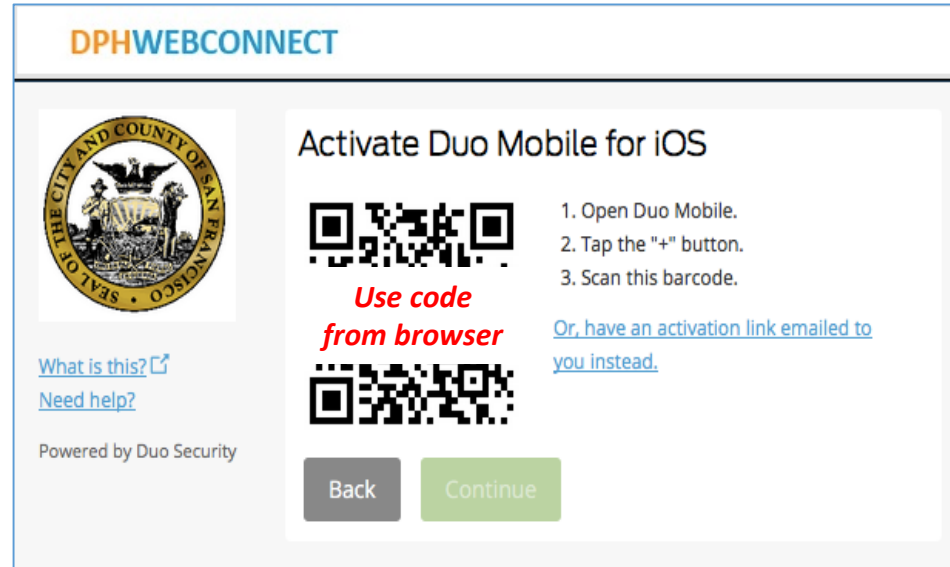 DPHWEBCONNECT
SEAL OF THE CITY AND COUNTY OF SAN FRANCISCO
What is this?
Need help?
Powered by Duo Security
Activate Duo Mobile for iOS
Use code
from browser
1. Open Duo Mobile.
2. Tap the "+" button.
3. Scan this barcode.
Or, have an activation link emailed to
you instead.
Back
Continue